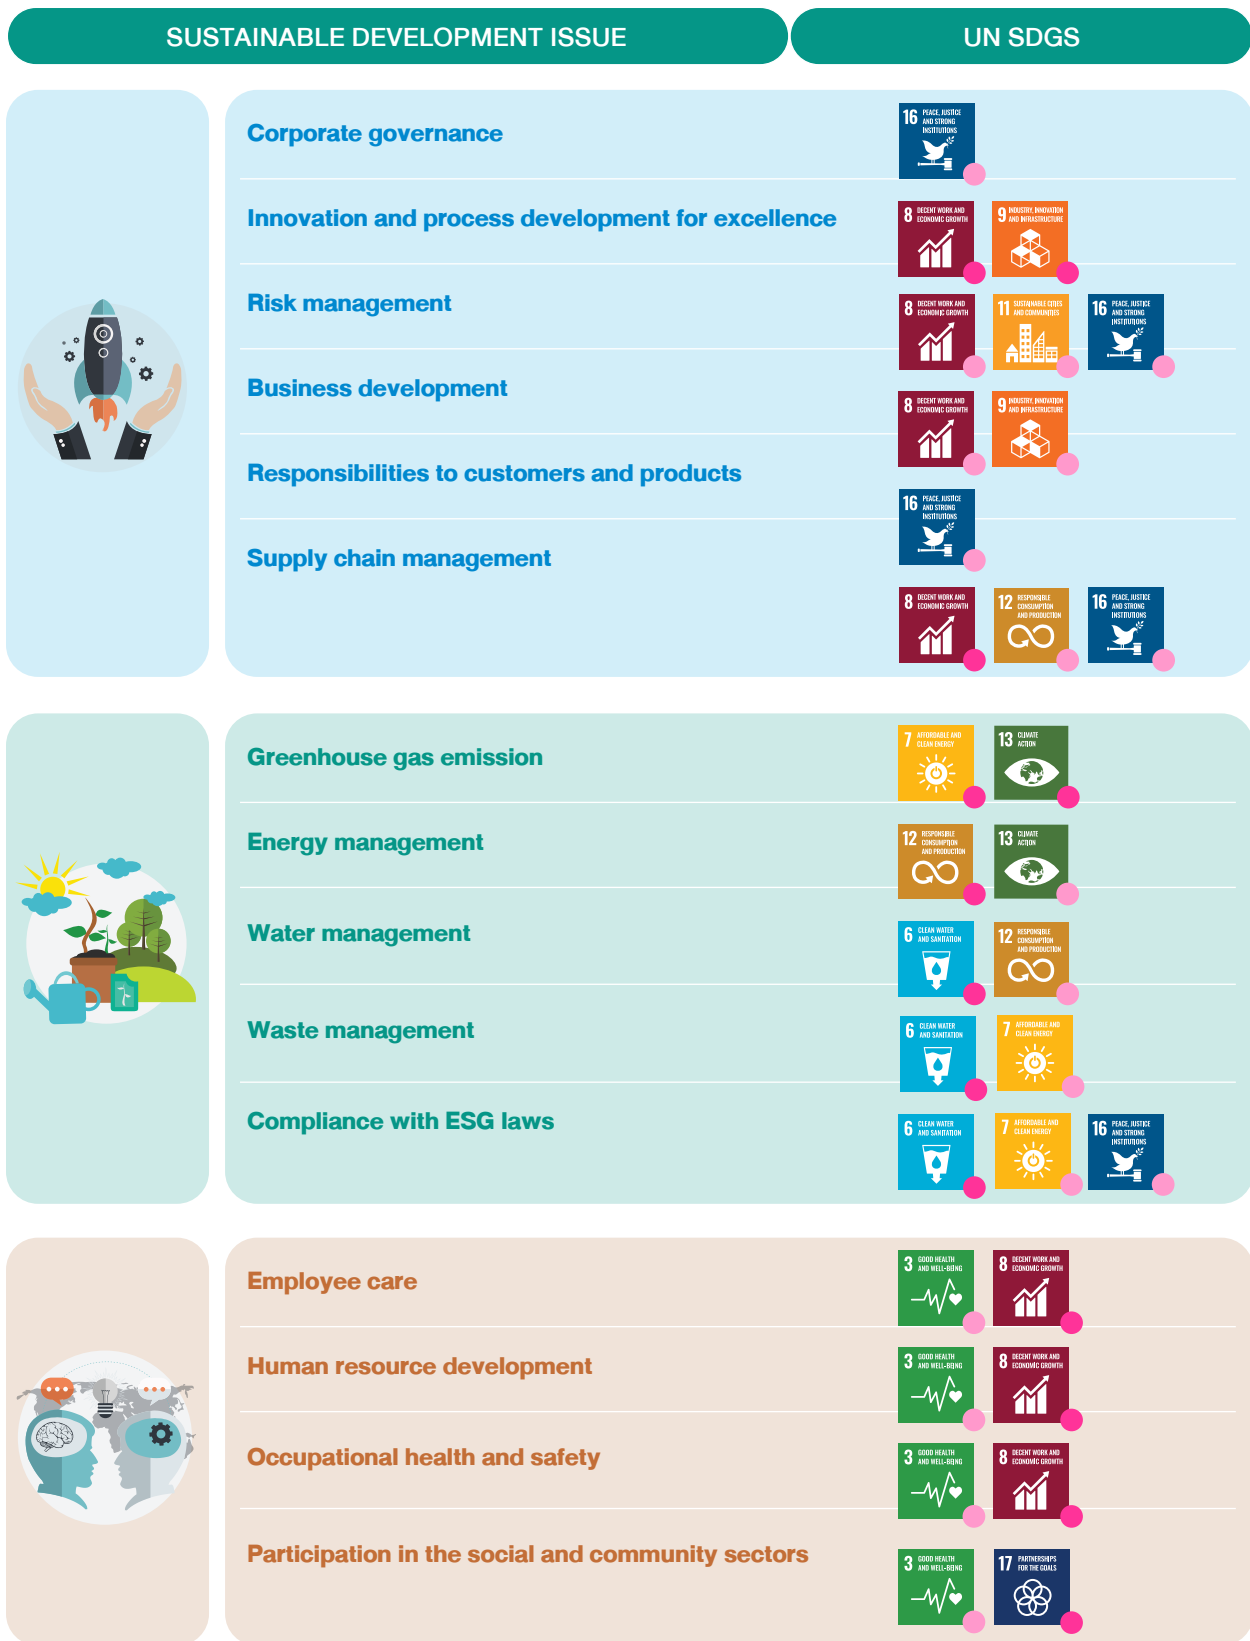 SUSTAINABLE DEVELOPMENT ISSUE
UN SDGS
Corporate governance
16 PEACE, JUSTICE
AND STRONG
INSTITUTIONS
Innovation and process development for excellence
8 DECENT WORK AND
ECONOMIC GROWTH
9 INDUSTRY, INNOVATION
AND INFRASTRUCTURE
Risk management
8 DECENT WORK AND
ECONOMIC GROWTH
11 SUSTAINABLE CITIES
AND COMMUNITIES
16 PEACE, JUSTICE
AND STRONG
INSTITUTIONS
Business development
8 DECENT WORK AND
ECONOMIC GROWTH
9 INDUSTRY, INNOVATION
AND INFRASTRUCTURE
Responsibilities to customers and products
16 PEACE, JUSTICE
AND STRONG
INSTITUTIONS
Supply chain management
8 DECENT WORK AND
ECONOMIC GROWTH
12 RESPONSIBLE
CONSUMPTION
AND PRODUCTION
16 PEACE, JUSTICE
AND STRONG
INSTITUTIONS
Greenhouse gas emission
7 AFFORDABLE AND
CLEAN ENERGY
13 CLIMATE
ACTION
Energy management
12 RESPONSIBLE
CONSUMPTION
AND PRODUCTION
13 CLIMATE
ACTION
Water management
6 CLEAN WATER
AND SANITATION
12 RESPONSIBLE
CONSUMPTION
AND PRODUCTION
Waste management
6 CLEAN WATER
AND SANITATION
7 AFFORDABLE AND
CLEAN ENERGY
Compliance with ESG laws
6 CLEAN WATER
AND SANITATION
7 AFFORDABLE AND
CLEAN ENERGY
16 PEACE, JUSTICE
AND STRONG
INSTITUTIONS
Employee care
3 GOOD HEALTH
AND WELL-BEING
8 DECENT WORK AND
ECONOMIC GROWTH
Human resource development
3 GOOD HEALTH
AND WELL-BEING
8 DECENT WORK AND
ECONOMIC GROWTH
Occupational health and safety
3 GOOD HEALTH
AND WELL-BEING
8 DECENT WORK AND
ECONOMIC GROWTH
Participation in the social and community sectors
3 GOOD HEALTH
AND WELL-BEING
17 PARTNERSHIPS
FOR THE GOALS